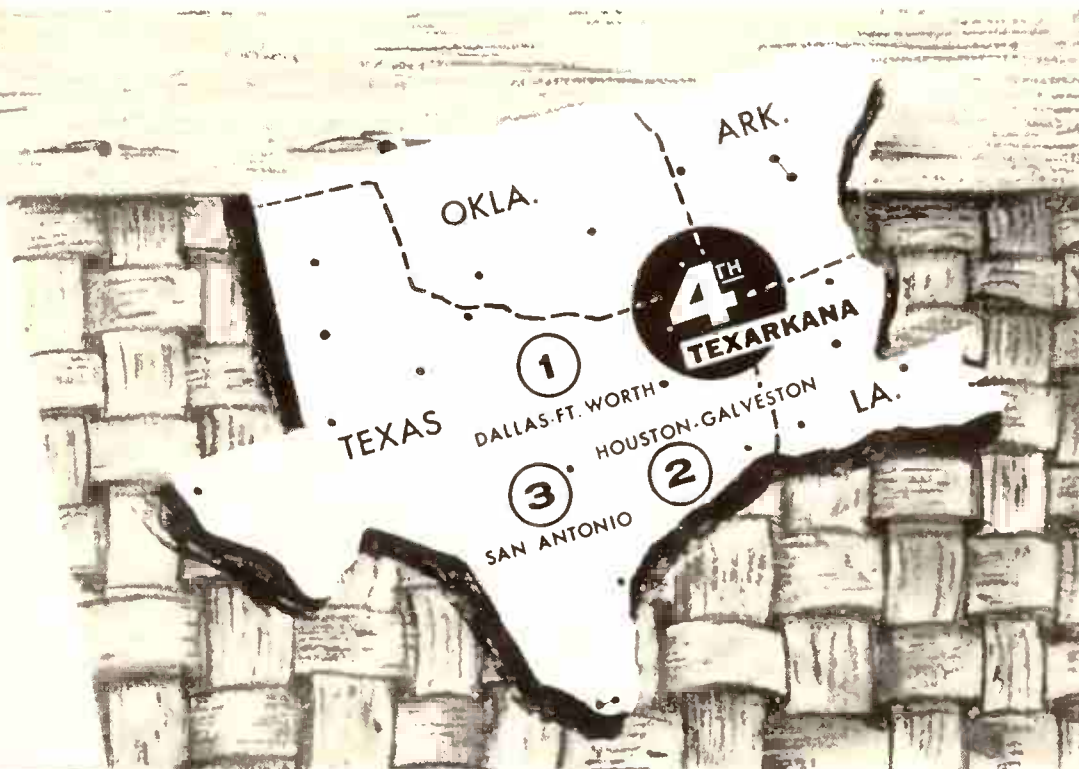 ARK.
OKLA.
4TH
TEXARKANA
1
DALLAS-FT. WORTH
TEXAS
HOUSTON-GALVESTON
LA.
2
3
SAN ANTONIO